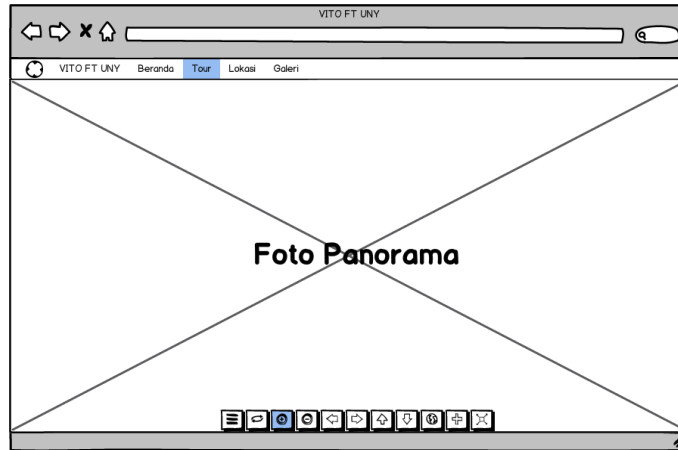 VITO FT UNY
VITO FT UNY Beranda Tour Lokasi Galeri
Foto Panorama